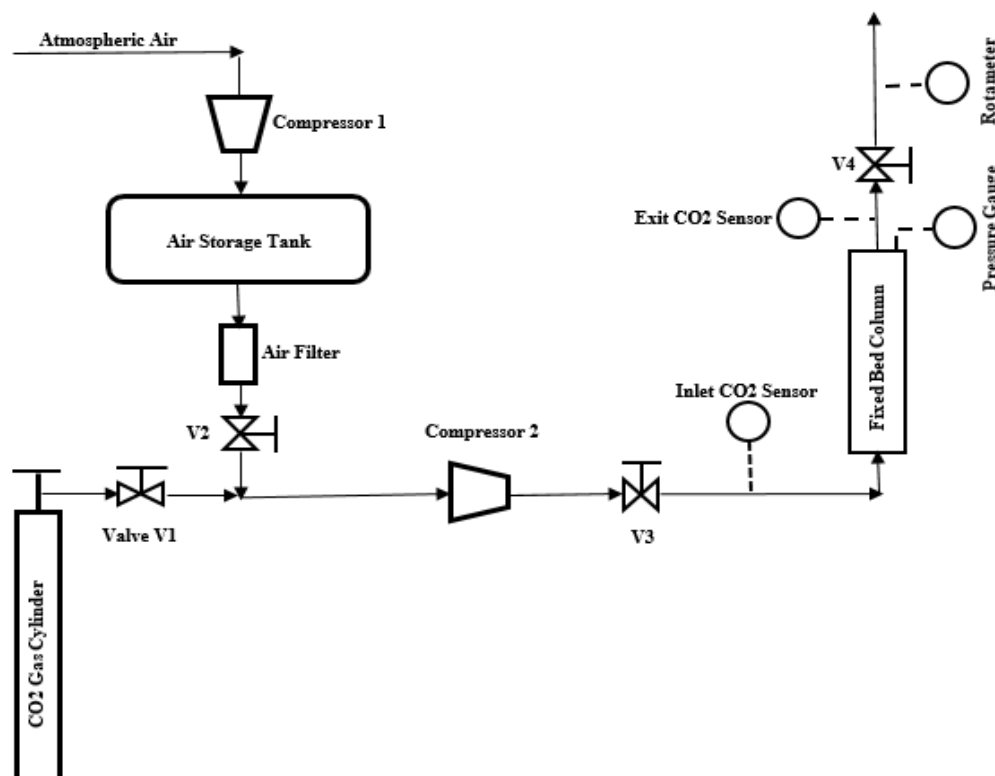 Atmospheric Air
Compressor 1
Air Storage Tank
Air Filter
V2
Valve V1
CO2 Gas Cylinder
Compressor 2
V3
Inlet CO2 Sensor
Fixed Bed Column
Exit CO2 Sensor
V4
Rotameter
Pressure Gauge